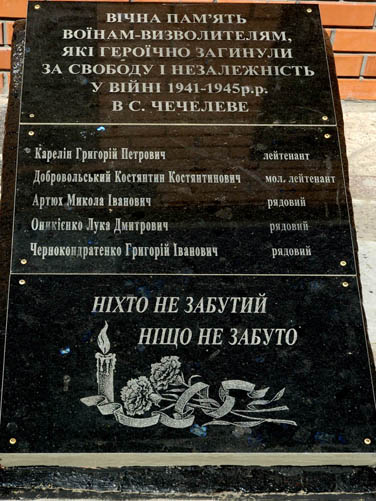 ВІЧНА ПАМ'ЯТЬ
ВОЇНАМ-ВИЗВОЛИТЕЛЯМ,
ЯКІ ГЕРОЇЧНО ЗАГИНУЛИ
ЗА СВОБОДУ І НЕЗАЛЕЖНІСТЬ
У ВІЙНІ 1941-1945р.р.
В С. ЧЕЧЕЛЕВЕ
Карелін Григорій Петрович лейтенант
Добровольський Костянтин Костянтинович мол. лейтенант
Артюх Микола Іванович рядовий
Оникієнко Лука Дмитрович рядовий
Чернокондратенко Григорій Іванович рядовий
НІХТО НЕ ЗАБУТИЙ
НІЩО НЕ ЗАБУТО